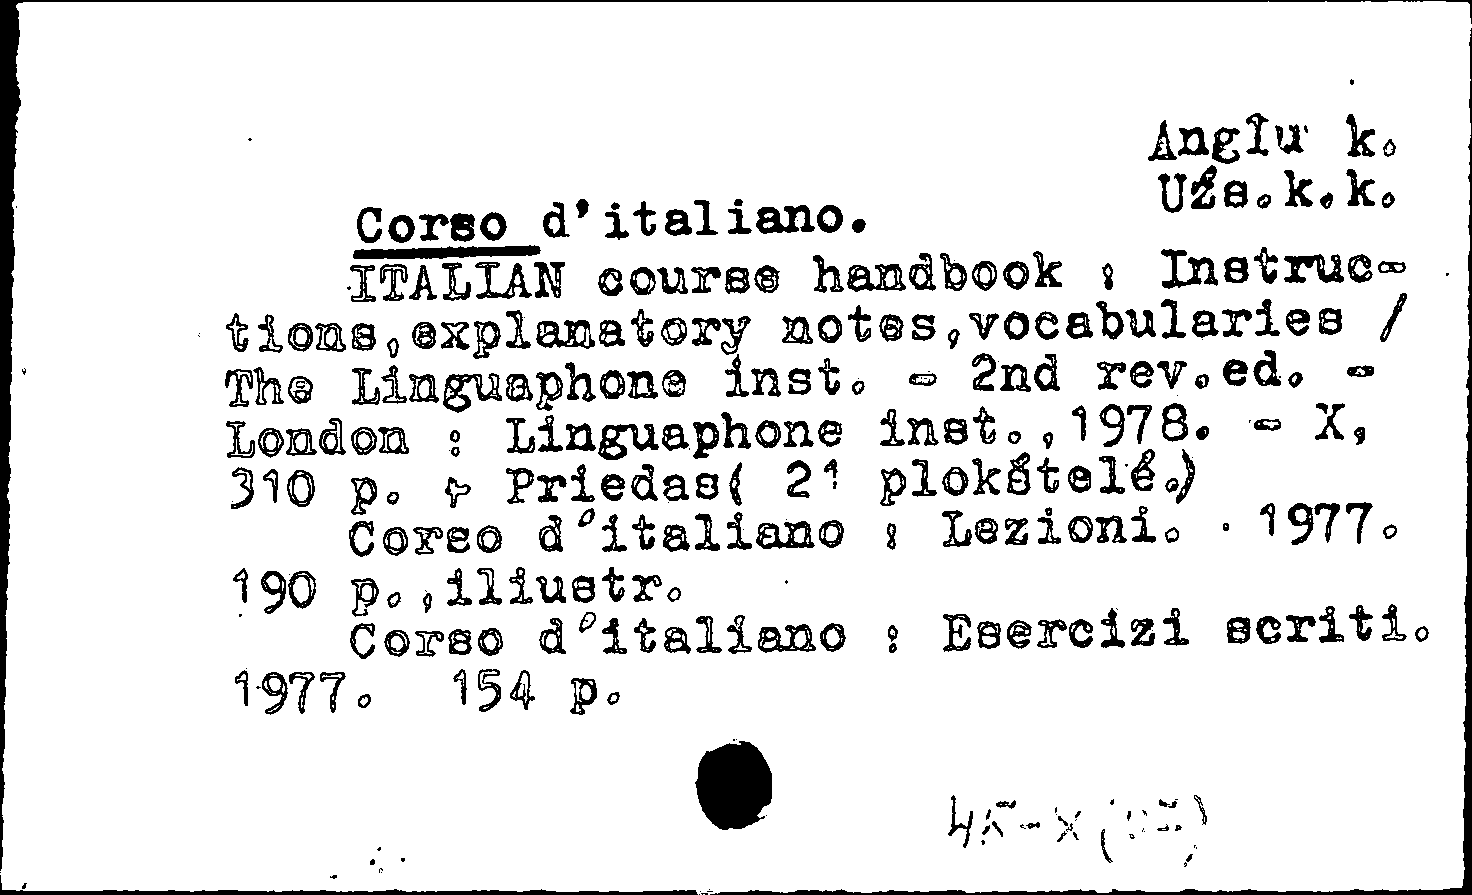 Anglu k.
Užs.k.k.
Corso d'italiano.
ITALIAN course handbook : Instruc-
tions,explanatory notes,vocabularies /
The Linguaphone inst. - 2nd rev.ed. -
London : Linguaphone inst.,1978. - X,
310 p. + Priedas( 21 plokštelė.)
Corso d'italiano : Lezioni. 1977.
190 p.,iliustr.
Corso d'italiano : Esercizi scriti.
1977. 154 p.